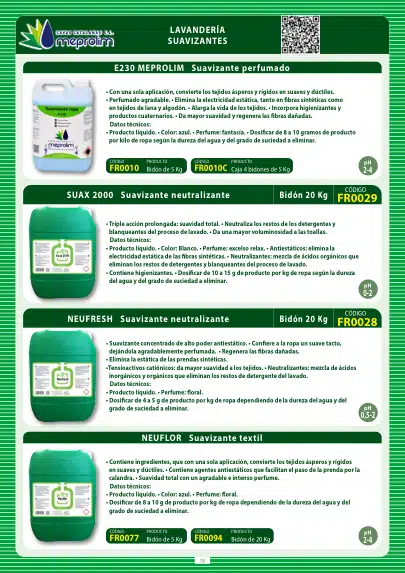 CAYPE CATALANES S.L.
meprolim
LAVANDERÍA
SUAVIZANTES
E230 MEPROLIM Suavizante perfumado
• Con una sola aplicación, convierte los tejidos ásperos y rígidos en suaves y dúctiles.
• Perfumado agradable. • Elimina la electricidad estática, tanto en fibras sintéticas como
en tejidos de lana y algodón. • Alarga la vida de los tejidos. • Incorpora higienizantes y
productos cuaternarios. • Da mayor suavidad y regenera las fibras dañadas.
Datos técnicos:
• Producto líquido. • Color: azul. • Perfume: fantasía. • Dosificar de 8 a 10 gramos de producto
por kilo de ropa según la dureza del agua y del grado de suciedad a eliminar.
CÓDIGO PRODUCTO CÓDIGO PRODUCTO
FR0010 Bidón de 5 Kg FR0010C Caja 4 bidones de 5 Kg
pH
2-4
SUAX 2000 Suavizante neutralizante Bidón 20 Kg CÓDIGO
FR0029
• Triple acción prolongada: suavidad total. • Neutraliza los restos de los detergentes y
blanqueantes del proceso de lavado. • Da una mayor voluminosidad a las toallas.
Datos técnicos:
• Producto líquido. • Color: Blanco. • Perfume: excelso relax. • Antiestáticos: elimina la
electricidad estática de las fibras sintéticas. • Neutralizantes: mezcla de ácidos orgánicos que
eliminan los restos de detergentes y blanqueantes del proceso de lavado.
• Contiene higienizantes. • Dosificar de 10 a 15 g de producto por kg de ropa según la dureza
del agua y del grado de suciedad a eliminar.
pH
0-2
NEUFRESH Suavizante neutralizante Bidón 20 Kg CÓDIGO
FR0028
• Suavizante concentrado de alto poder antiestático. • Confiere a la ropa un suave tacto,
dejándola agradablemente perfumada. • Regenera las fibras dañadas.
• Elimina la estática de las prendas sintéticas.
•Tensioactivos catiónicos: da mayor suavidad a los tejidos. • Neutralizantes: mezcla de ácidos
inorgánicos y orgánicos que eliminan los restos de detergente del lavado.
Datos técnicos:
• Producto líquido. • Perfume: floral.
• Dosificar de 4 a 5 g de producto por kg de ropa dependiendo de la dureza del agua y del
grado de suciedad a eliminar.
pH
0,5-2
NEUFLOR Suavizante textil
• Contiene ingredientes, que con una sola aplicación, convierte los tejidos ásperos y rígidos
en suaves y dúctiles. • Contiene agentes antiestáticos que facilitan el paso de la prenda por la
calandra. • Suavidad total con un agradable e intenso perfume.
Datos técnicos:
• Producto líquido. • Color: azul. • Perfume: floral.
• Dosificar de 8 a 10 g de producto por kg de ropa dependiendo de la dureza del agua y del
grado de suciedad a eliminar.
CÓDIGO PRODUCTO CÓDIGO PRODUCTO
FR0077 Bidón de 5 Kg FR0094 Bidón de 20 Kg
pH
2-4